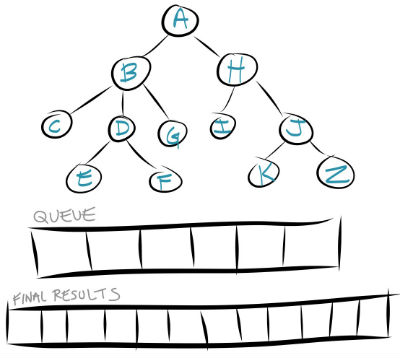 A
B H
C D G I J
E F K Z
QUEUE
FINAL RESULTS